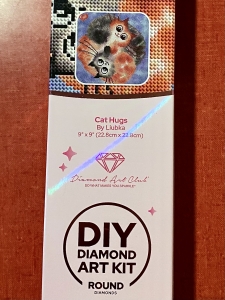 Cat Hugs
By Liubka
9" x 9" (22.8cm x 22.8cm)
Diamond Art Club
DIY
DIAMOND
ART KIT
ROUND
DIAMONDS